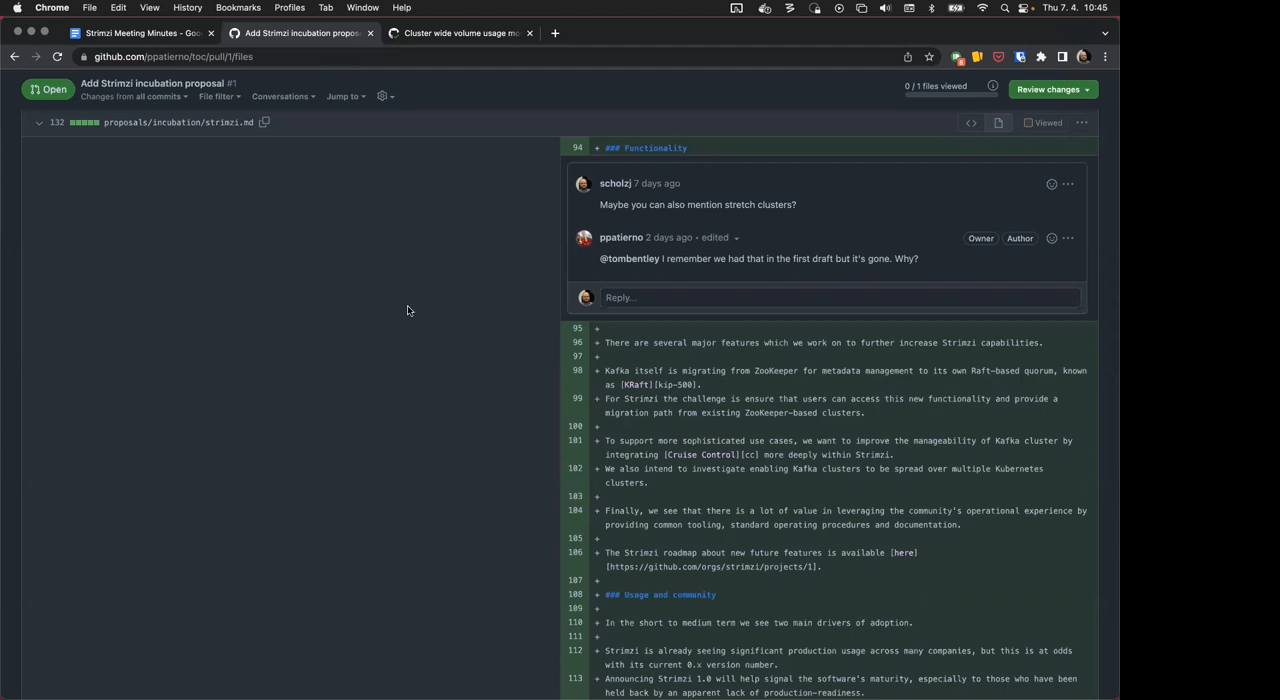 Chrome File Edit View History Bookmarks Profiles Tab Window Help Thu 7. 4. 10:45
Strimzi Meeting Minutes - Goo Add Strimzi incubation proposa Cluster wide volume usage mo
github.com/ppatierno/toc/pull/1/files
Open
Add Strimzi incubation proposal #1
Changes from all commits File filter Conversations Jump to
0 / 1 files viewed
Review changes
132 proposals/incubation/strimzi.md Viewed
94 + ### Functionality
scholzj 7 days ago
Maybe you can also mention stretch clusters?
ppatierno 2 days ago • edited Owner Author
@tombentley I remember we had that in the first draft but it's gone. Why?
Reply...
95 +
96 + There are several major features which we work on to further increase Strimzi capabilities.
97 +
98 + Kafka itself is migrating from ZooKeeper for metadata management to its own Raft-based quorum, known
as [KRaft][kip-500].
99 + For Strimzi the challenge is ensure that users can access this new functionality and provide a
migration path from existing ZooKeeper-based clusters.
100 +
101 + To support more sophisticated use cases, we want to improve the manageability of Kafka cluster by
integrating [Cruise Control][cc] more deeply within Strimzi.
102 + We also intend to investigate enabling Kafka clusters to be spread over multiple Kubernetes
clusters.
103 +
104 + Finally, we see that there is a lot of value in leveraging the community's operational experience by
providing common tooling, standard operating procedures and documentation.
105 +
106 + The Strimzi roadmap about new future features is available [here]
[https://github.com/orgs/strimzi/projects/1].
107 +
108 + ### Usage and community
109 +
110 + In the short to medium term we see two main drivers of adoption.
111 +
112 + Strimzi is already seeing significant production usage across many companies, but this is at odds
with its current 0.x version number.
113 + Announcing Strimzi 1.0 will help signal the software's maturity, especially to those who have been
held back by an apparent lack of production-readiness.